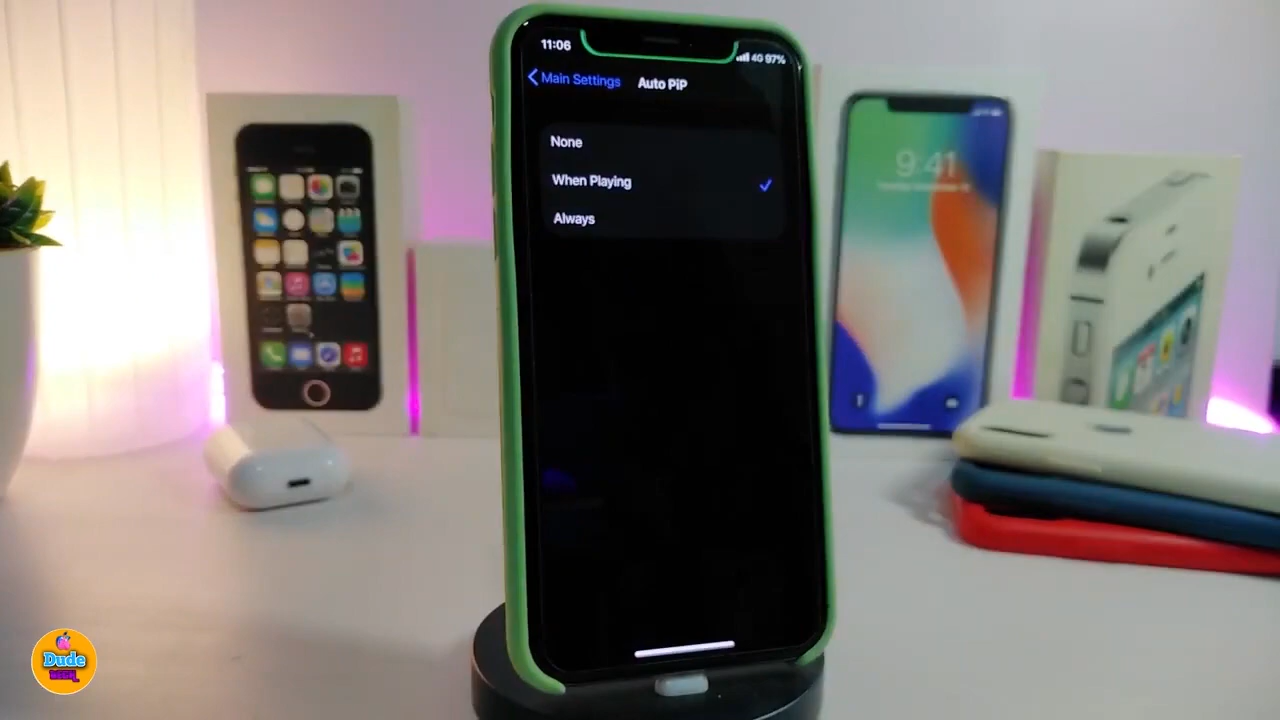 11:06
4G 97%
Main Settings
Auto PiP
None
When Playing
Always
9:41
Dude